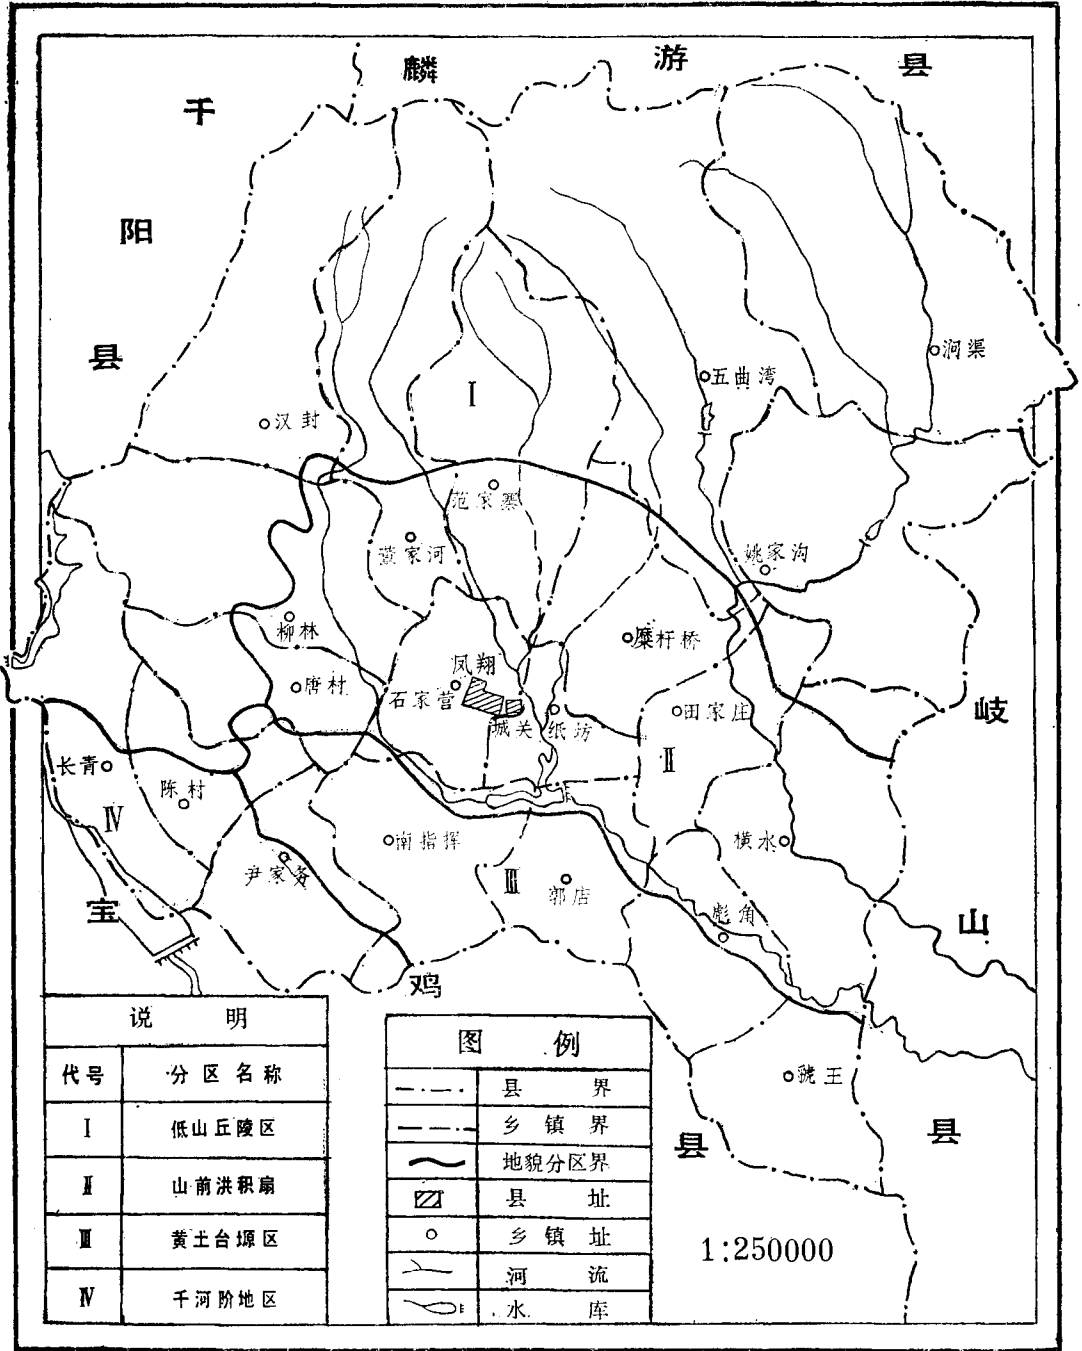 麟 游 县
千
阳
县
涧渠
五曲湾
Ⅰ
汉封
范家寨
董家河
姚家沟
柳林
糜杆桥
凤翔
唐村
石家营
田家庄
岐
城关 纸坊
Ⅱ
长青
陈村
Ⅳ
南指挥
横水
尹家务
Ⅲ
郭店
宝
彪角
山
鸡
虢王
县
县
说 明
代号 分区名称
Ⅰ 低山丘陵区
Ⅱ 山前洪积扇
Ⅲ 黄土台塬区
Ⅳ 千河阶地区
图 例
县 界
乡镇界
地貌分区界
县 址
乡镇址
河 流
水 库
1:250000